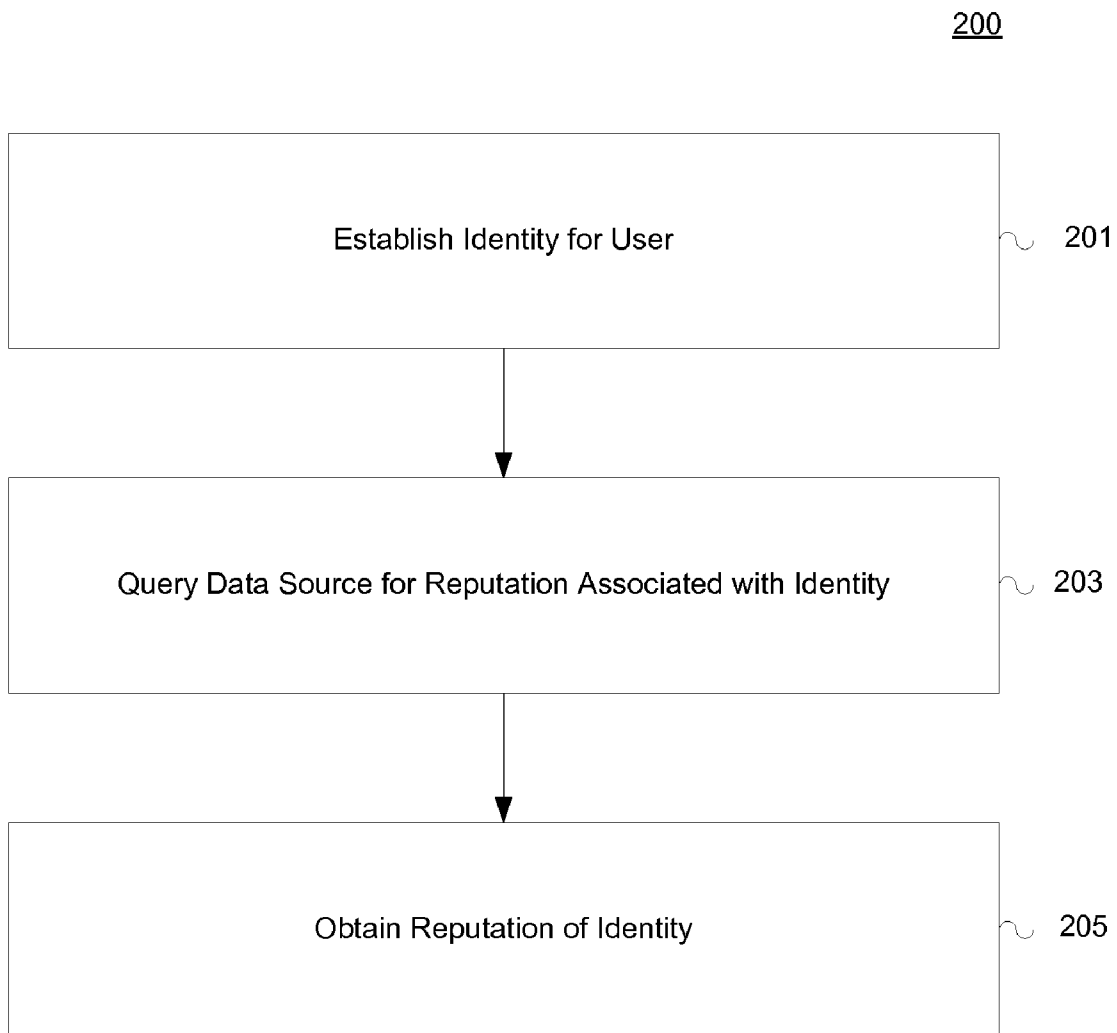 200
Establish Identity for User
201
Query Data Source for Reputation Associated with Identity
203
Obtain Reputation of Identity
205